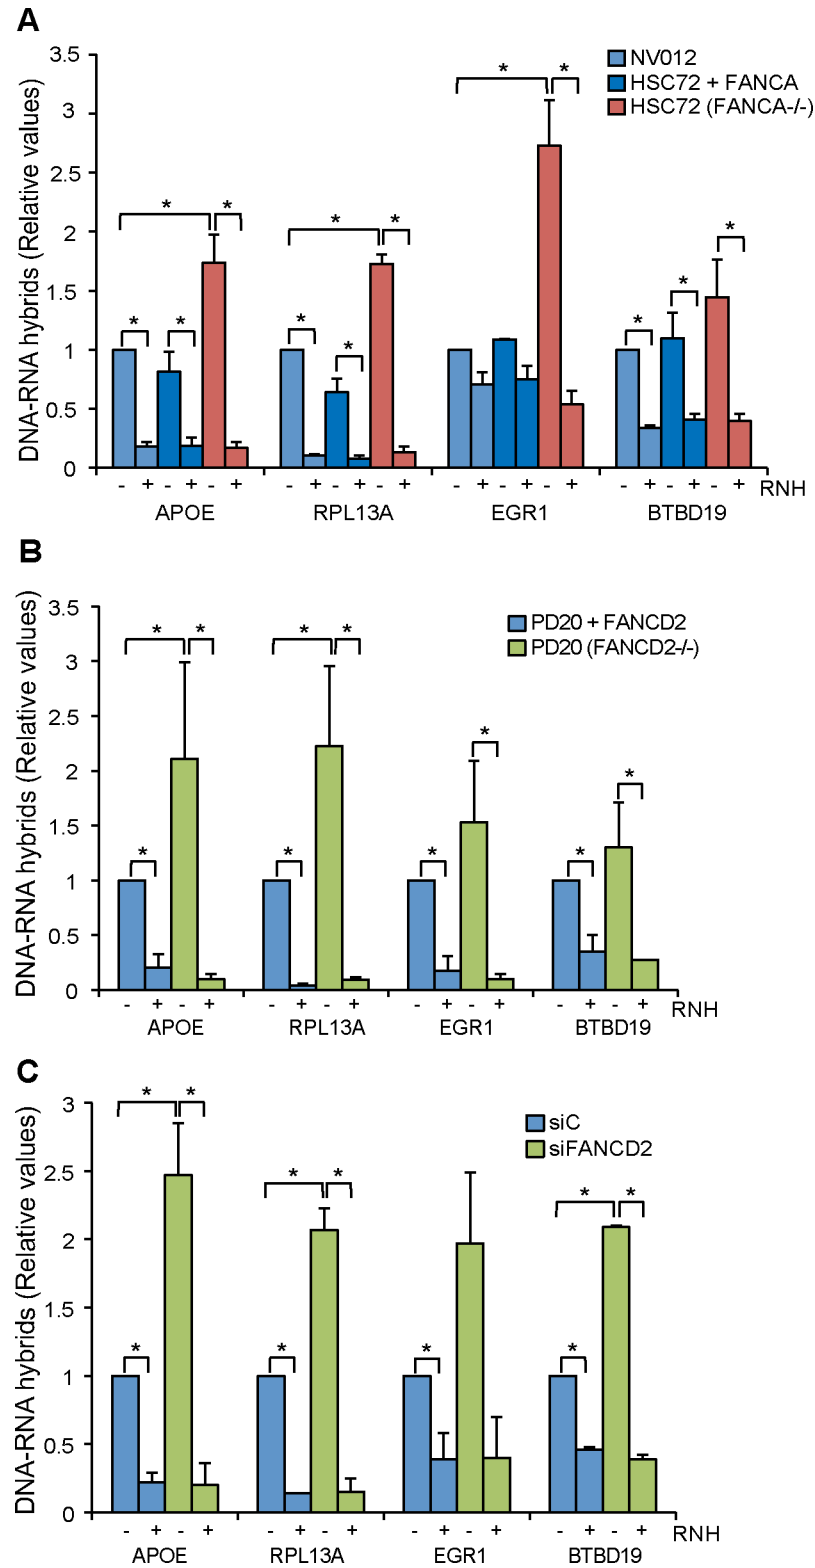 A
DNA-RNA hybrids (Relative values)
3.5
3
2.5
2
1.5
1
0.5
0
NV012
HSC72 + FANCA
HSC72 (FANCA-/-)
* * * *
* * * *
* *
* * *
- + - + - + - + - + - + - + - + - + - + - + - + RNH
APOE RPL13A EGR1 BTBD19
B
DNA-RNA hybrids (Relative values)
3.5
3
2.5
2
1.5
1
0.5
0
PD20 + FANCD2
PD20 (FANCD2-/-)
* * *
* * *
* *
* *
- + - + - + - + - + - + - + - + RNH
APOE RPL13A EGR1 BTBD19
C
DNA-RNA hybrids (Relative values)
3
2.5
2
1.5
1
0.5
0
siC
siFANCD2
* * *
* * *
*
* * *
- + - + - + - + - + - + - + - + RNH
APOE RPL13A EGR1 BTBD19